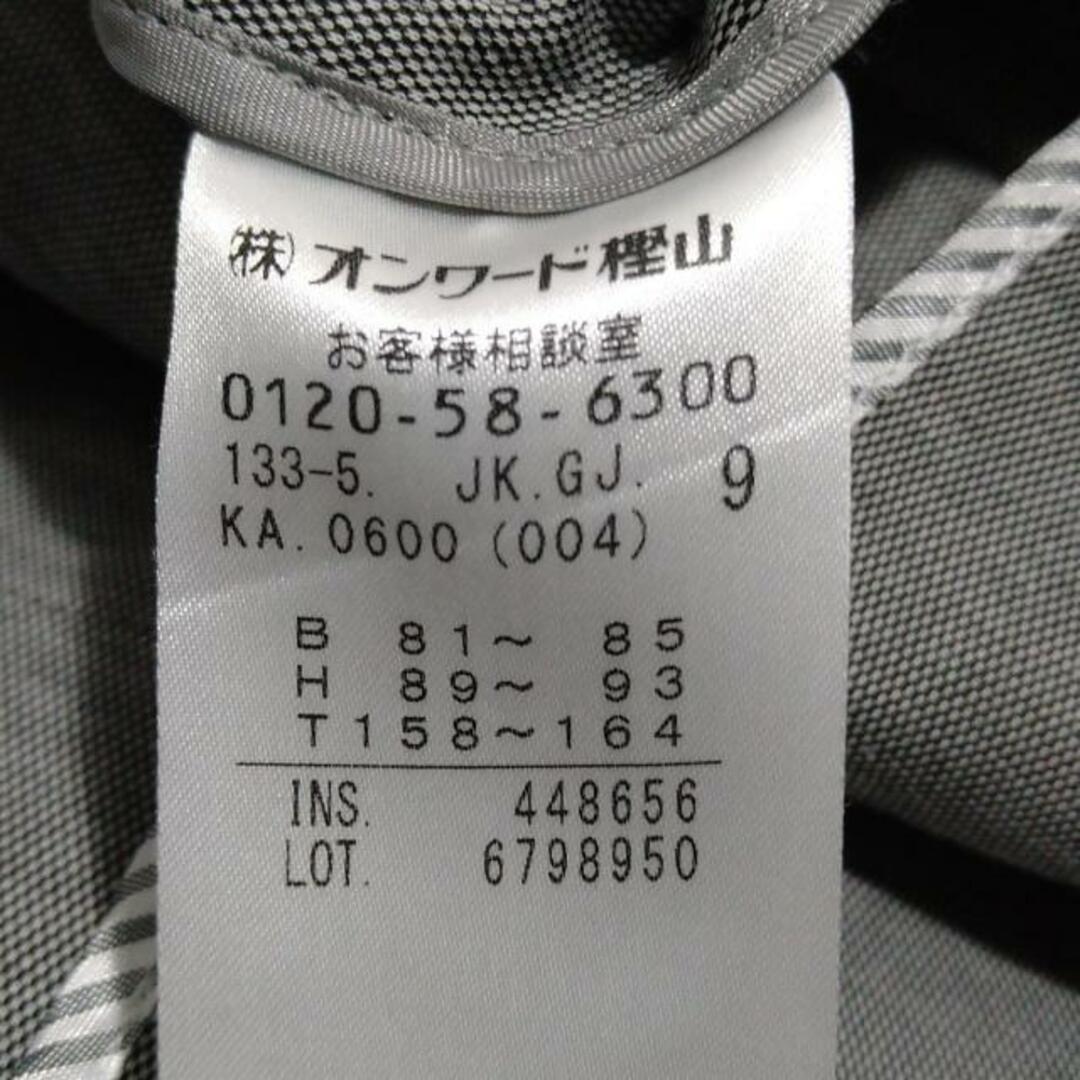 (株) オンワード樫山
お客様相談室
0120-58-6300
133-5. JK.GJ. 9
KA. 0600 (004)
B 81～ 85
H 89～ 93
T158～164
INS. 448656
LOT. 6798950